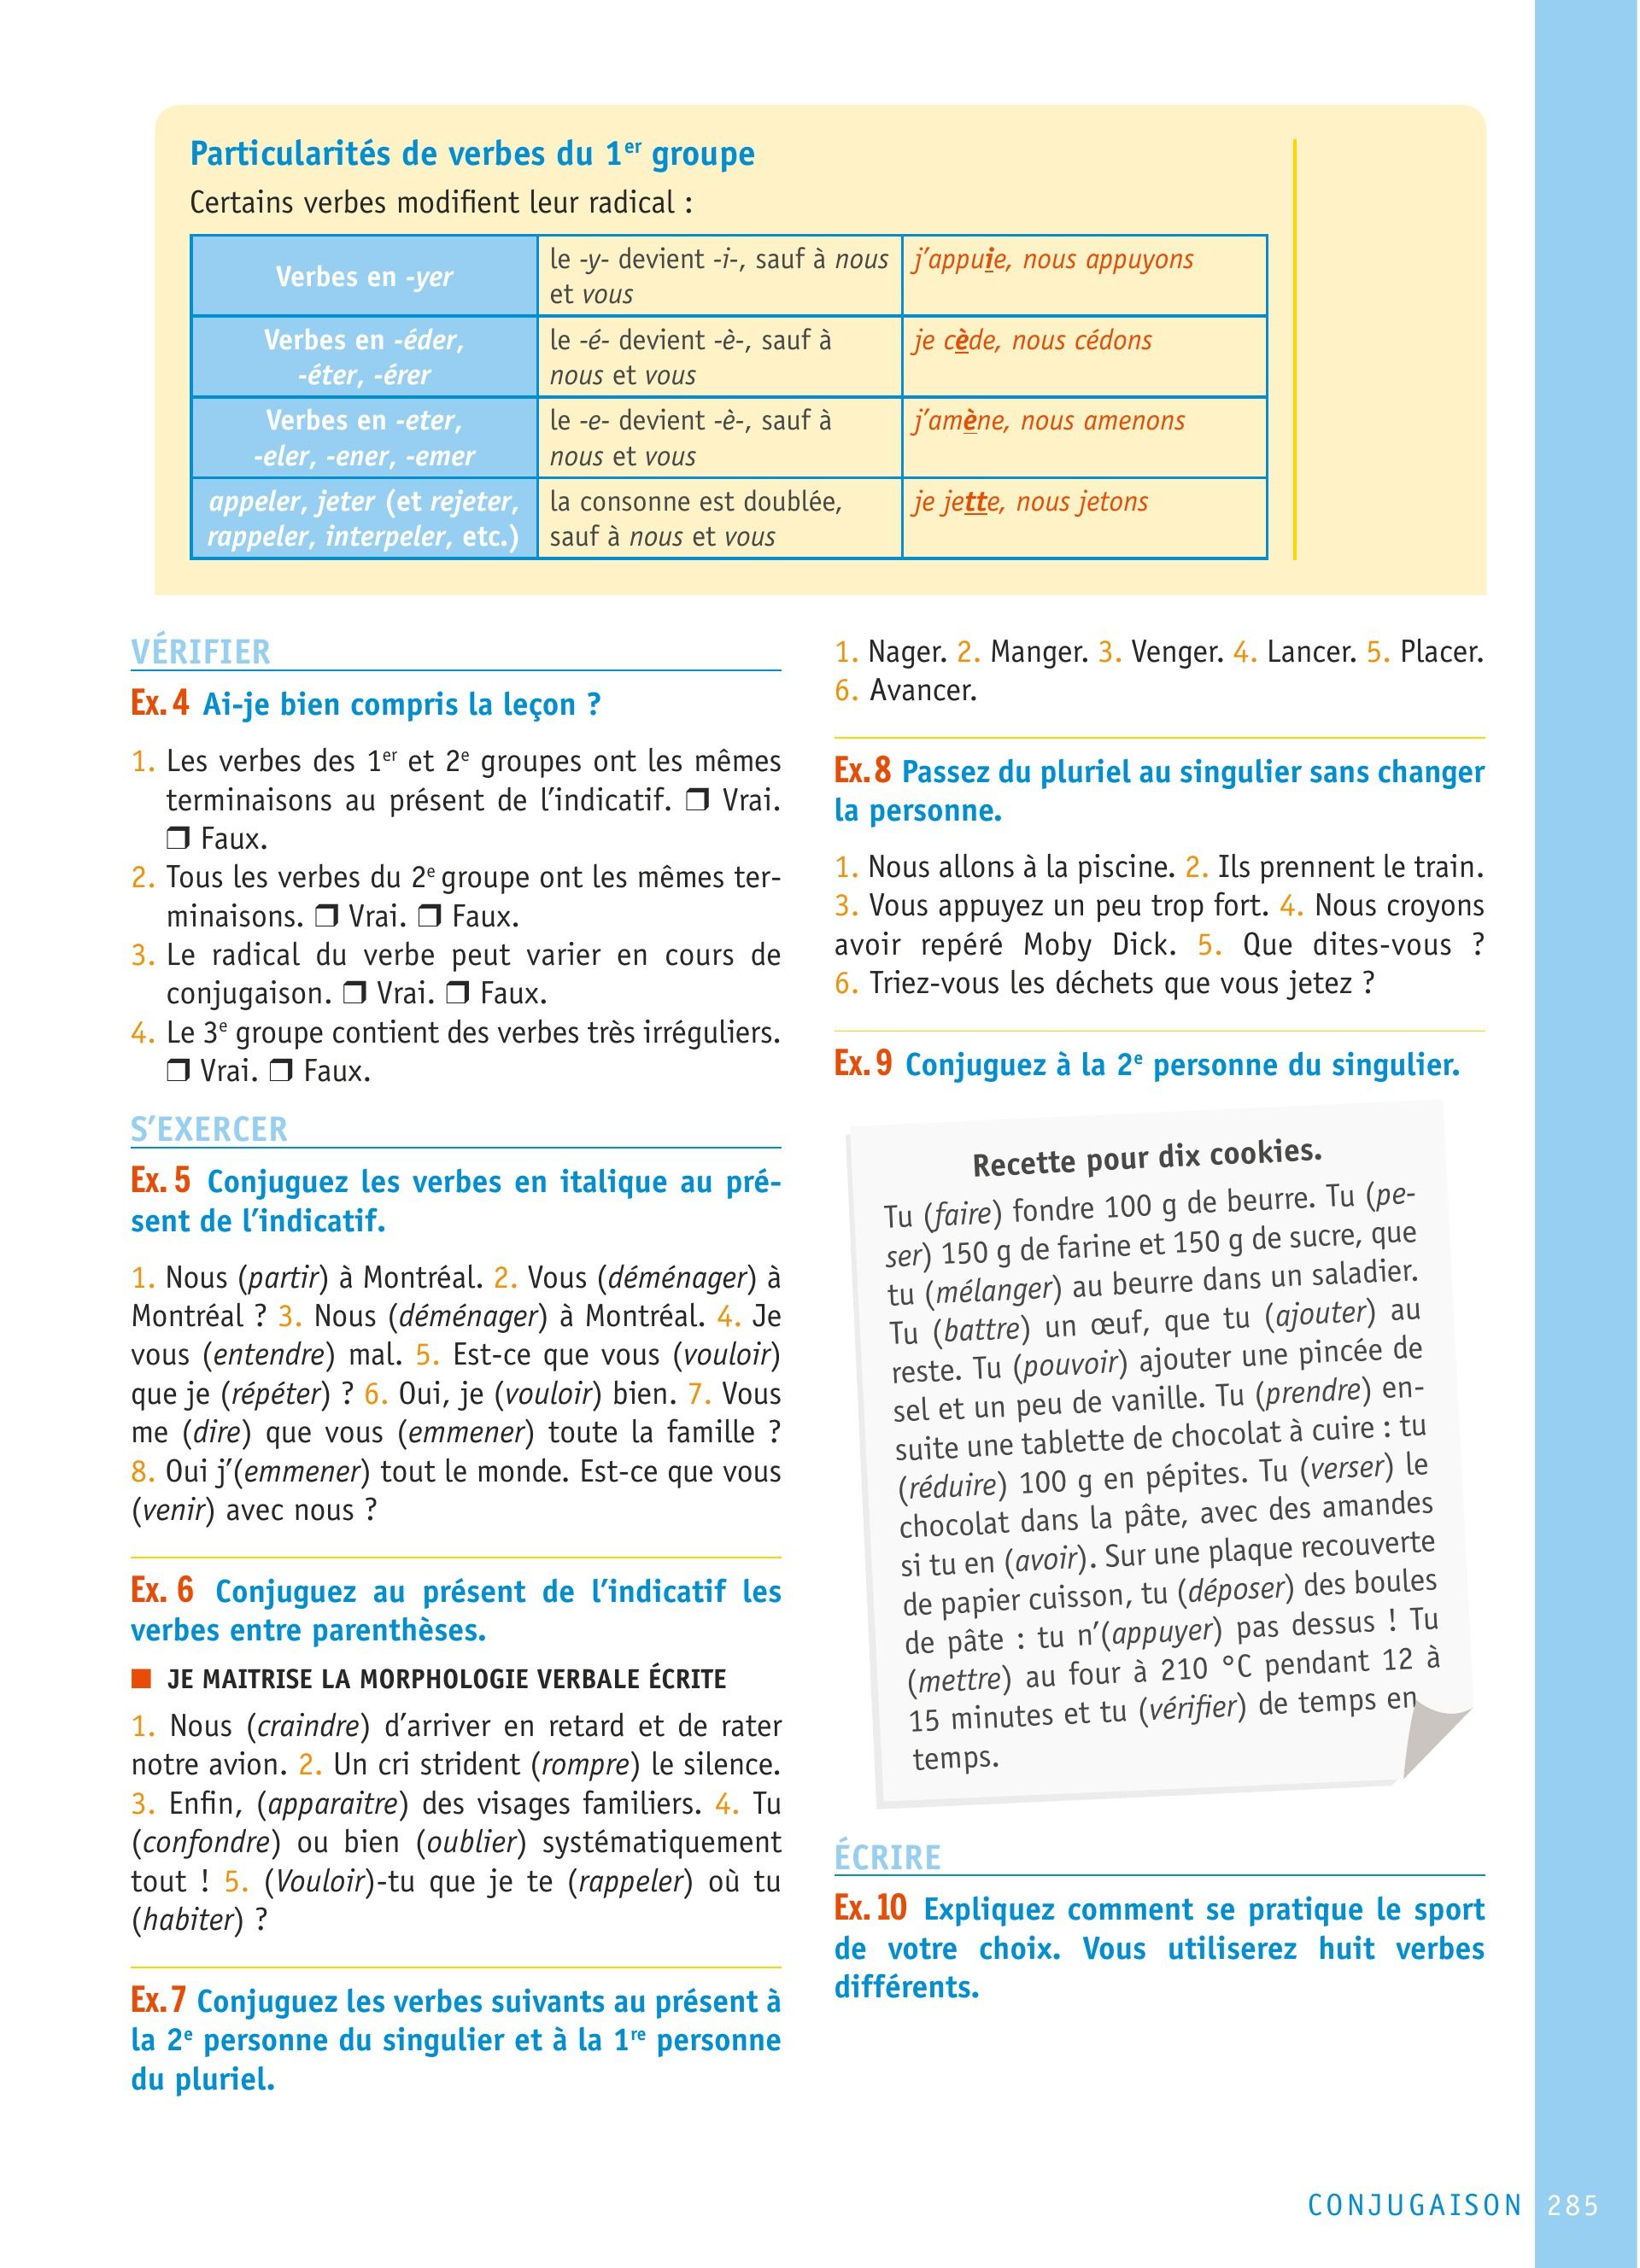 Particularités de verbes du 1er groupe
Certains verbes modifient leur radical :
Verbes en -yer
le -y- devient -i-, sauf à nous
et vous
j'appuie, nous appuyons
Verbes en -éder,
-éter, -érer
le -é- devient -è-, sauf à
nous et vous
je cède, nous cédons
Verbes en -eter,
-eler, -ener, -emer
le -e- devient -è-, sauf à
nous et vous
j'amène, nous amenons
appeler, jeter (et rejeter,
rappeler, interpeler, etc.)
la consonne est doublée,
sauf à nous et vous
je jette, nous jetons
VÉRIFIER
Ex. 4 Ai-je bien compris la leçon ?
1. Les verbes des 1er et 2e groupes ont les mêmes
terminaisons au présent de l'indicatif. ❒ Vrai.
❒ Faux.
2. Tous les verbes du 2e groupe ont les mêmes ter-
minaisons. ❒ Vrai. ❒ Faux.
3. Le radical du verbe peut varier en cours de
conjugaison. ❒ Vrai. ❒ Faux.
4. Le 3e groupe contient des verbes très irréguliers.
❒ Vrai. ❒ Faux.
S'EXERCER
Ex. 5 Conjuguez les verbes en italique au pré-
sent de l'indicatif.
1. Nous (partir) à Montréal. 2. Vous (déménager) à
Montréal ? 3. Nous (déménager) à Montréal. 4. Je
vous (entendre) mal. 5. Est-ce que vous (vouloir)
que je (répéter) ? 6. Oui, je (vouloir) bien. 7. Vous
me (dire) que vous (emmener) toute la famille ?
8. Oui j'(emmener) tout le monde. Est-ce que vous
(venir) avec nous ?
Ex. 6 Conjuguez au présent de l'indicatif les
verbes entre parenthèses.
■ JE MAITRISE LA MORPHOLOGIE VERBALE ÉCRITE
1. Nous (craindre) d'arriver en retard et de rater
notre avion. 2. Un cri strident (rompre) le silence.
3. Enfin, (apparaitre) des visages familiers. 4. Tu
(confondre) ou bien (oublier) systématiquement
tout ! 5. (Vouloir)-tu que je te (rappeler) où tu
(habiter) ?
Ex. 7 Conjuguez les verbes suivants au présent à
la 2e personne du singulier et à la 1re personne
du pluriel.
1. Nager. 2. Manger. 3. Venger. 4. Lancer. 5. Placer.
6. Avancer.
Ex. 8 Passez du pluriel au singulier sans changer
la personne.
1. Nous allons à la piscine. 2. Ils prennent le train.
3. Vous appuyez un peu trop fort. 4. Nous croyons
avoir repéré Moby Dick. 5. Que dites-vous ?
6. Triez-vous les déchets que vous jetez ?
Ex. 9 Conjuguez à la 2e personne du singulier.
Recette pour dix cookies.
Tu (faire) fondre 100 g de beurre. Tu (pe-
ser) 150 g de farine et 150 g de sucre, que
tu (mélanger) au beurre dans un saladier.
Tu (battre) un œuf, que tu (ajouter) au
reste. Tu (pouvoir) ajouter une pincée de
sel et un peu de vanille. Tu (prendre) en-
suite une tablette de chocolat à cuire : tu
(réduire) 100 g en pépites. Tu (verser) le
chocolat dans la pâte, avec des amandes
si tu en (avoir). Sur une plaque recouverte
de papier cuisson, tu (déposer) des boules
de pâte : tu n'(appuyer) pas dessus ! Tu
(mettre) au four à 210 °C pendant 12 à
15 minutes et tu (vérifier) de temps en
temps.
ÉCRIRE
Ex. 10 Expliquez comment se pratique le sport
de votre choix. Vous utiliserez huit verbes
différents.
CONJUGAISON 285